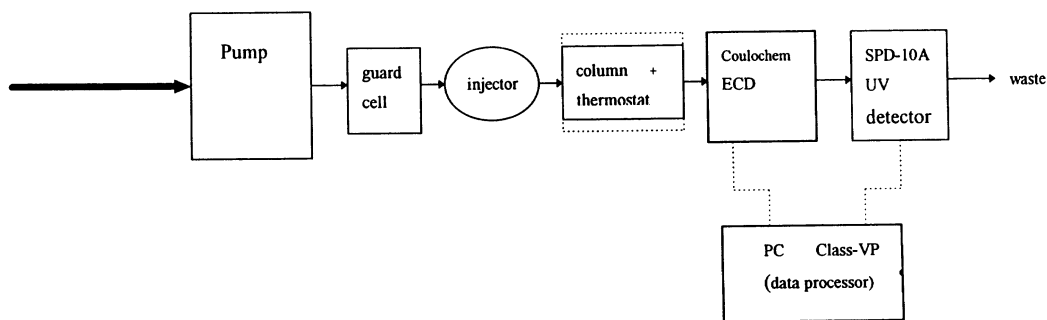 Pump
guard
cell
injector
column +
thermostat
Coulochem
ECD
SPD-10A
UV
detector
waste
PC Class-VP
(data processor)